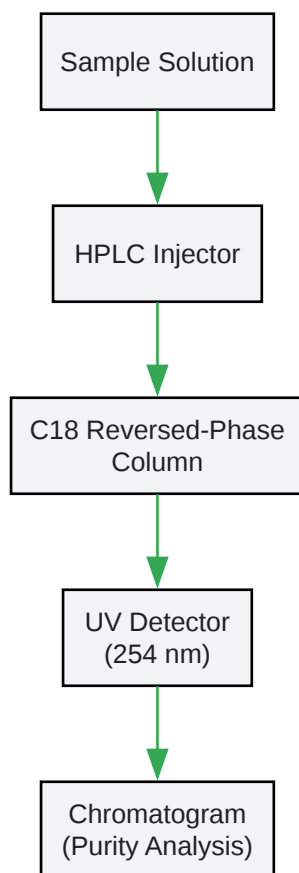 Sample Solution
HPLC Injector
C18 Reversed-Phase
Column
UV Detector
(254 nm)
Chromatogram
(Purity Analysis)